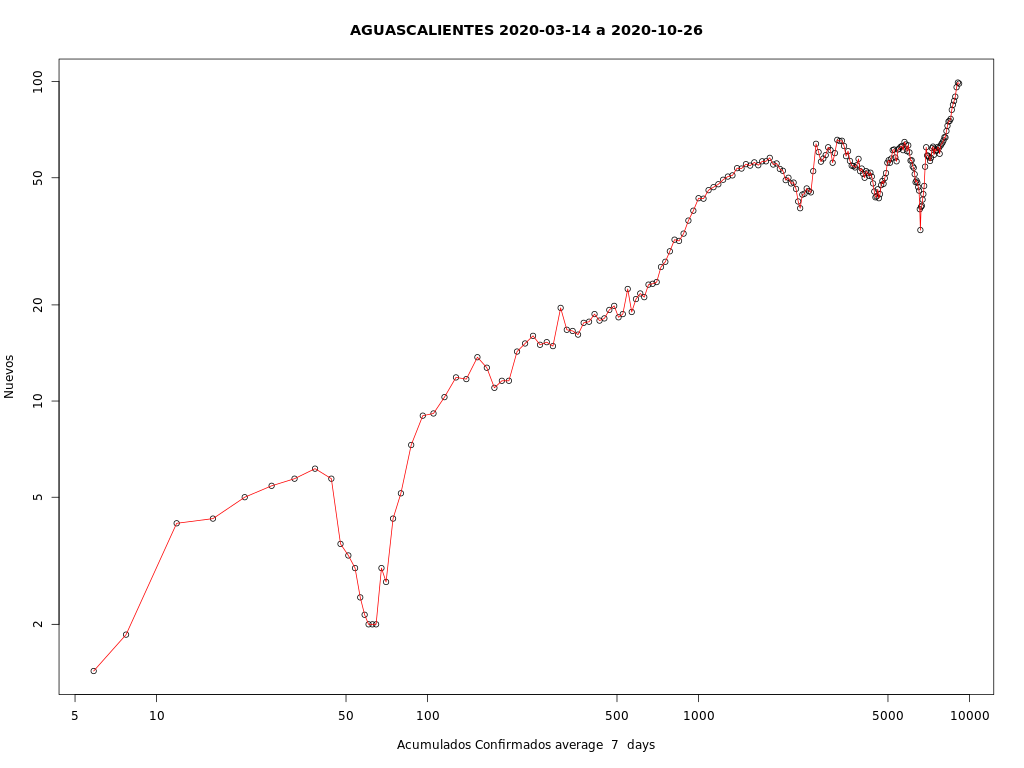 AGUASCALIENTES 2020-03-14 a 2020-10-26
Nuevos
100
50
20
10
5
2
5 10 50 100 500 1000 5000 10000
Acumulados Confirmados average 7 days